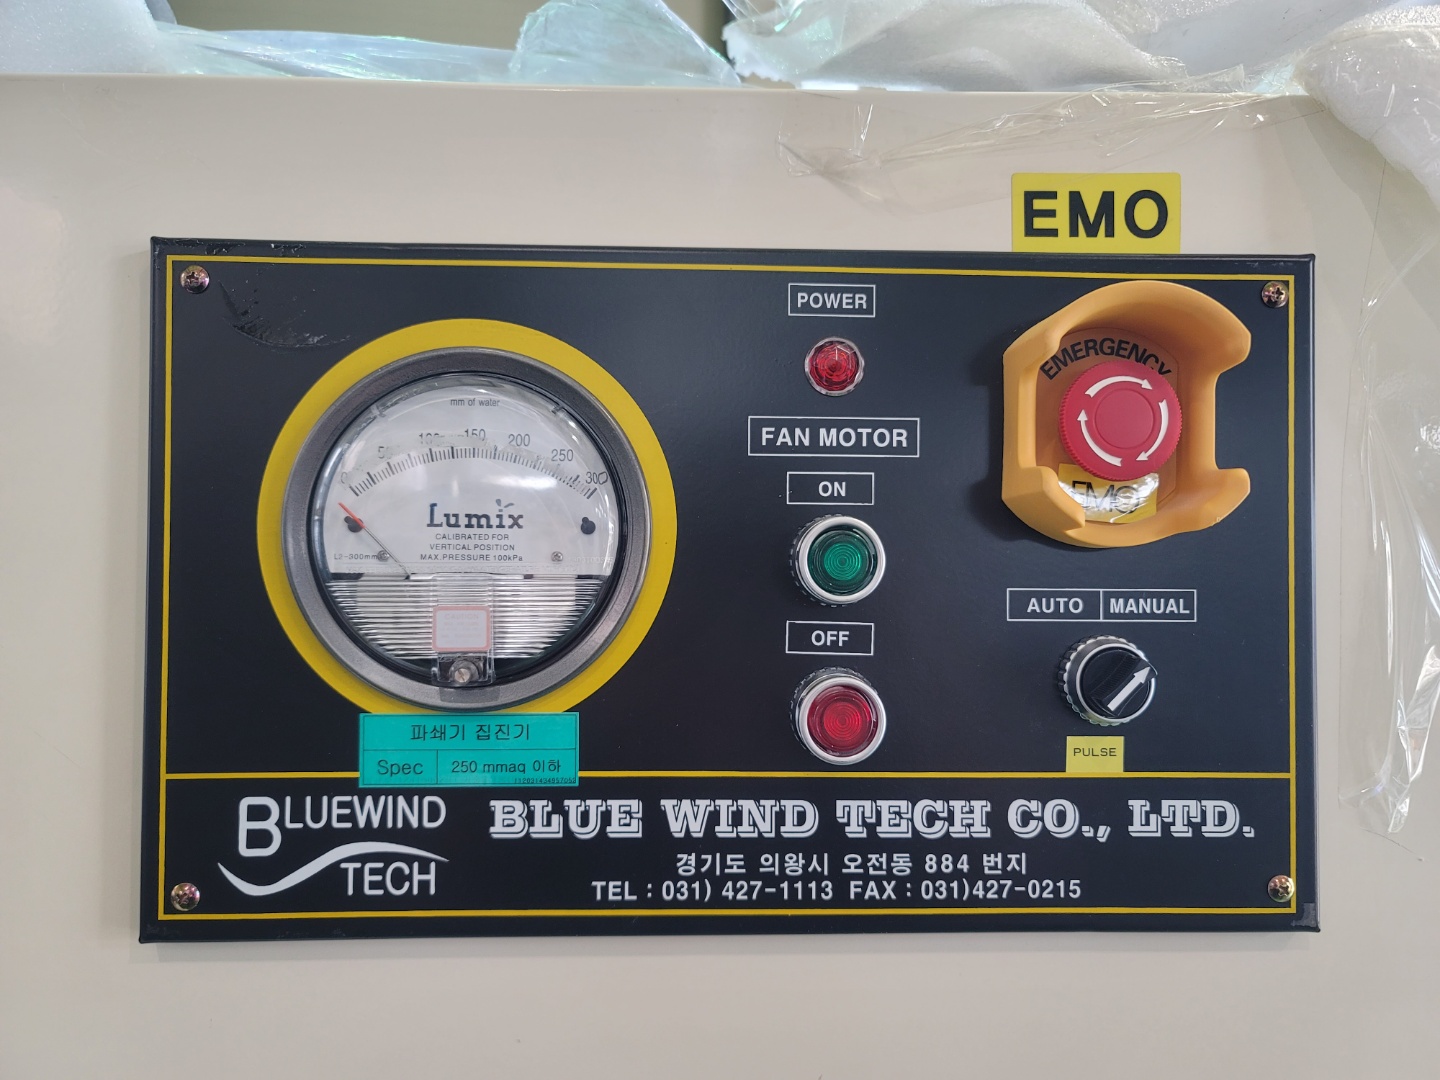 EMO
POWER
EMERGENCY
mm of water
0 50 100 150 200 250 300
Lumix
CALIBRATED FOR
VERTICAL POSITION
MAX.PRESSURE 100kPa
FAN MOTOR
ON
EMO
OFF
AUTO MANUAL
PULSE
파쇄기 집진기
Spec 250 mmaq 이하
BLUEWIND
TECH
BLUE WIND TECH CO., LTD.
경기도 의왕시 오전동 884 번지
TEL : 031) 427-1113 FAX : 031)427-0215